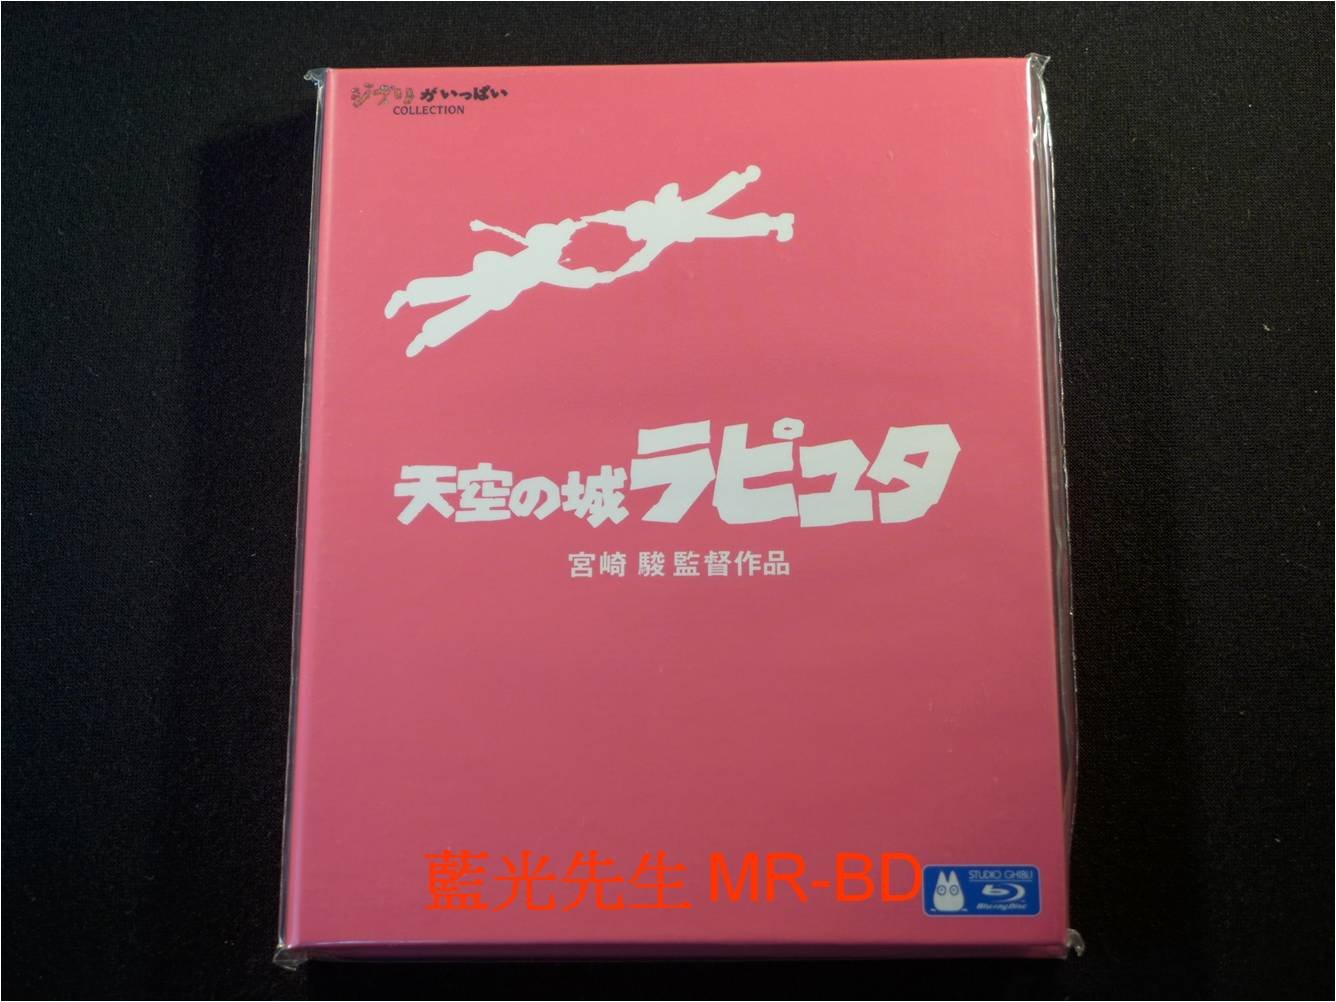 ジブリがいっぱい
COLLECTION
天空の城ラピュタ
宮崎 駿 監督作品
藍光先生 MR-BD
STUDIO GHIBLI
Blu-ray Disc